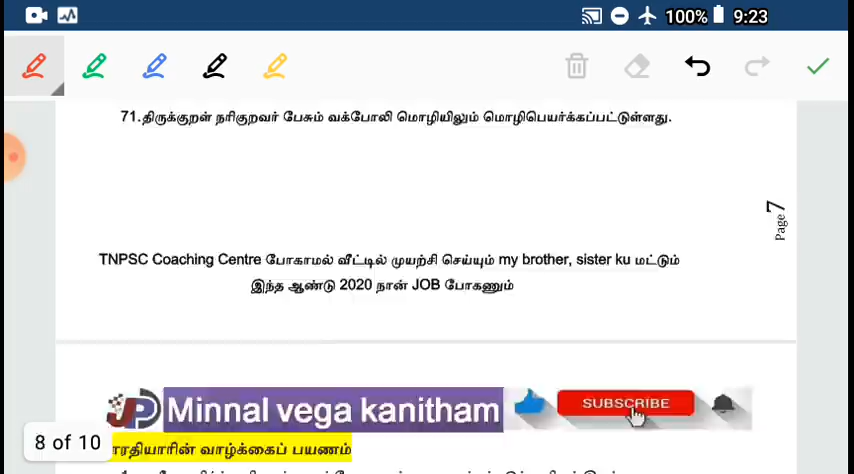 100% 9:23
71.திருக்குறள் நரிகுறவர் பேசும் வக்போலி மொழியிலும் மொழிபெயர்க்கப்பட்டுள்ளது.
Page 7
TNPSC Coaching Centre போகாமல் வீட்டில் முயற்சி செய்யும் my brother, sister ku மட்டும்
இந்த ஆண்டு 2020 நான் JOB போகணும்
JP Minnal vega kanitham SUBSCRIBE
8 of 10
ரதியாரின் வாழ்க்கைப் பயணம்